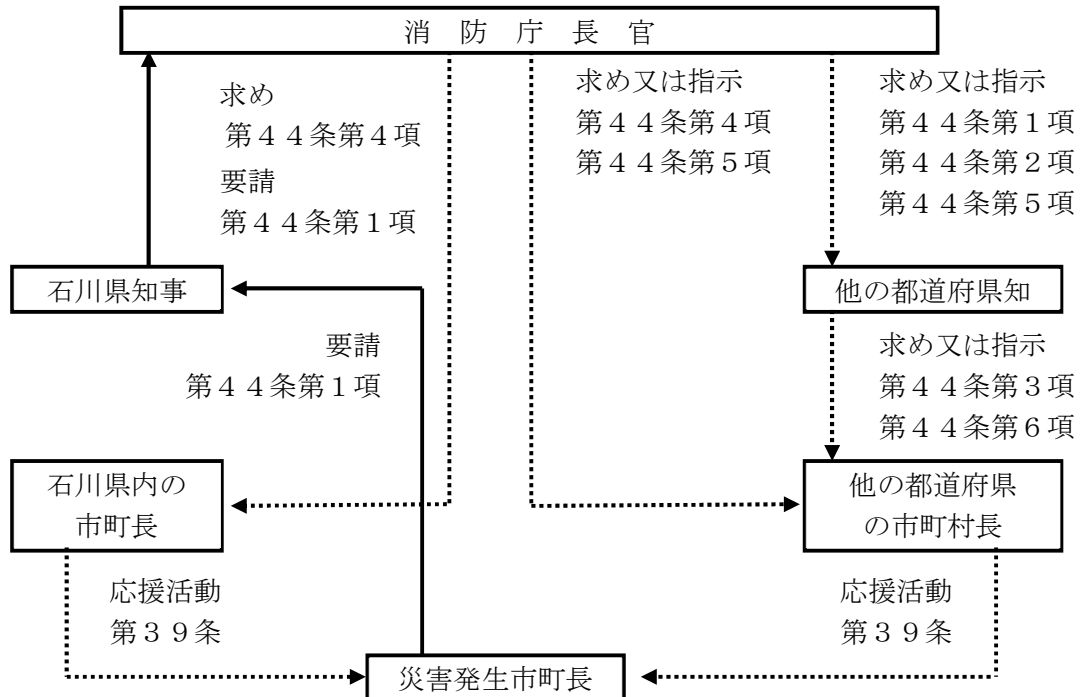 消防庁長官
求め
第４４条第４項
要請
第４４条第１項
求め又は指示
第４４条第４項
第４４条第５項
求め又は指示
第４４条第１項
第４４条第２項
第４４条第５項
石川県知事
他の都道府県知
要請
第４４条第１項
求め又は指示
第４４条第３項
第４４条第６項
石川県内の
市町長
他の都道府県
の市町村長
応援活動
第３９条
応援活動
第３９条
災害発生市町長